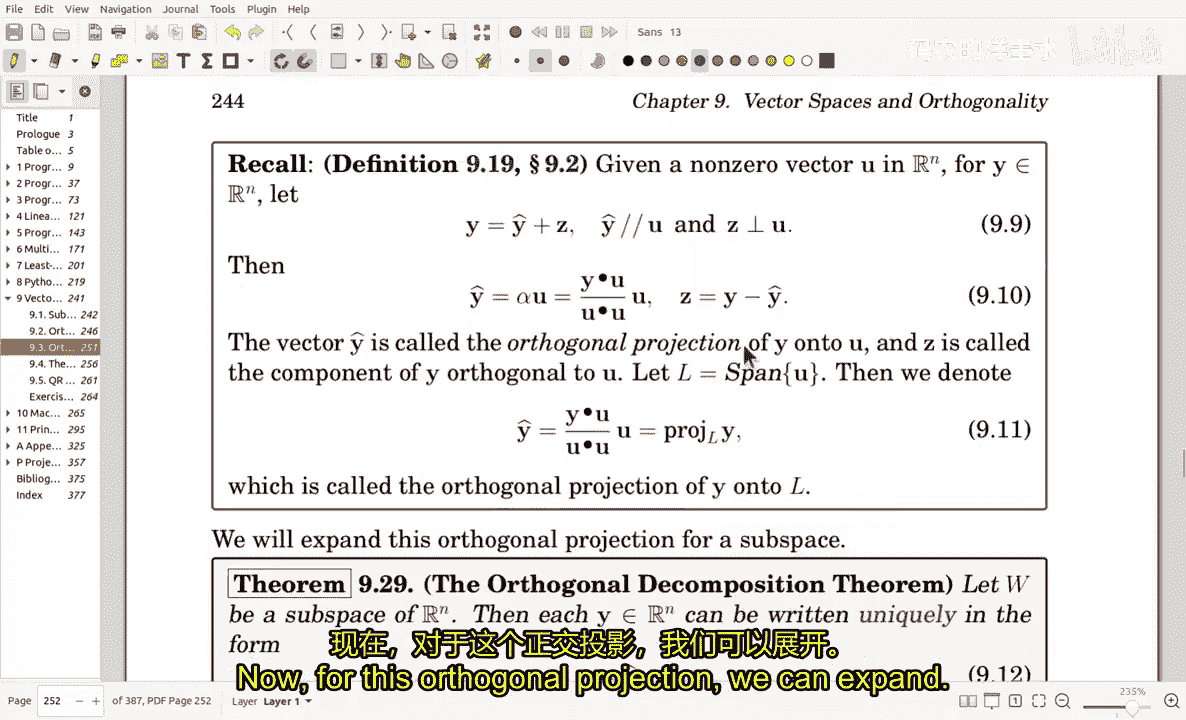 File Edit View Navigation Journal Tools Plugin Help
Sans 13
Title 1
Prologue 3
Table o... 5
1 Progr... 9
2 Progr... 37
3 Progr... 73
4 Linea... 121
5 Progr... 143
6 Multi... 171
7 Least-... 201
8 Pytho... 219
9 Vecto... 241
9.1. Sub... 242
9.2. Ort... 246
9.3. Ort... 251
9.4. The... 256
9.5. QR ... 261
Exercis... 264
10 Mac... 265
11 Prin... 295
A Appe... 325
P Proje... 357
Bibliog... 375
Index 377
244 Chapter 9. Vector Spaces and Orthogonality
Recall: (Definition 9.19, § 9.2) Given a nonzero vector u in ℝⁿ, for y ∈
ℝⁿ, let
y = ŷ + z, ŷ // u and z ⊥ u. (9.9)
Then
ŷ = αu = (y•u)/(u•u) u, z = y − ŷ. (9.10)
The vector ŷ is called the orthogonal projection of y onto u, and z is called
the component of y orthogonal to u. Let L = Span{u}. Then we denote
ŷ = (y•u)/(u•u) u = proj_L y, (9.11)
which is called the orthogonal projection of y onto L.
We will expand this orthogonal projection for a subspace.
Theorem 9.29. (The Orthogonal Decomposition Theorem) Let W
be a subspace of ℝⁿ. Then each y ∈ ℝⁿ can be written uniquely in the
form
(9.12)
现在，对于这个正交投影，我们可以展开。
Now, for this orthogonal projection, we can expand.
Page 252 of 387, PDF Page 252 Layer Layer 1 235%